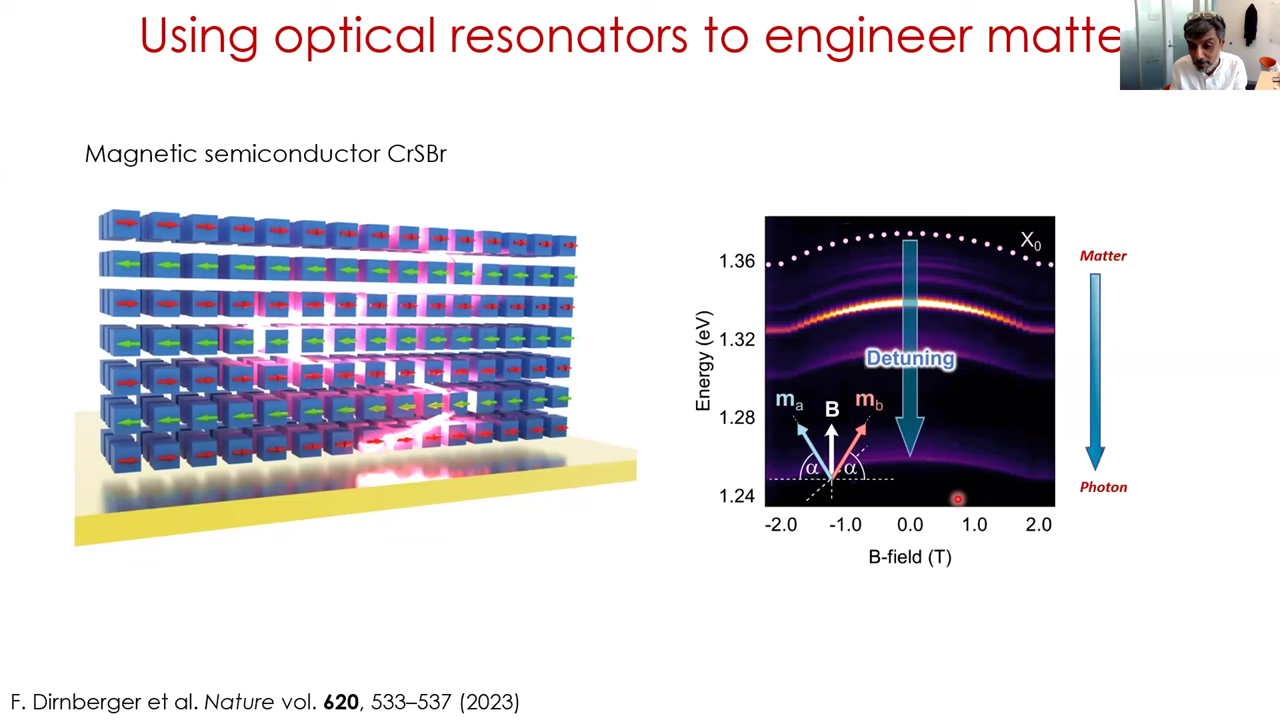 Using optical resonators to engineer matte
Magnetic semiconductor CrSBr
X0
Matter
1.36
1.32
1.28
1.24
Energy (eV)
Detuning
ma
B
mb
α
α
Photon
-2.0 -1.0 0.0 1.0 2.0
B-field (T)
F. Dirnberger et al. Nature vol. 620, 533–537 (2023)